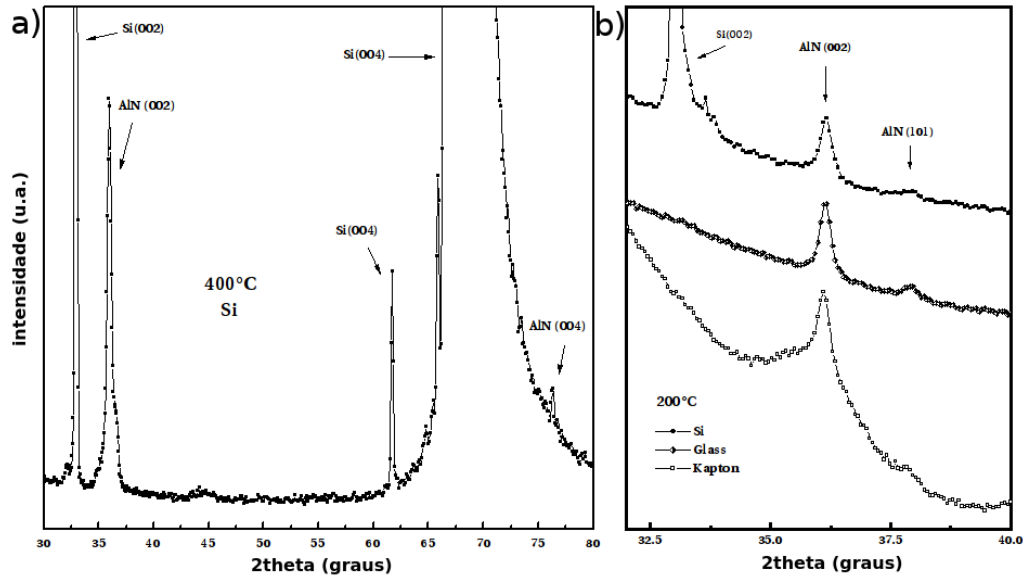 a)
Si(002)
AlN (002)
Si(004)
Si(004)
400°C
Si
AlN (004)
intensidade (u.a.)
30 35 40 45 50 55 60 65 70 75 80
2theta (graus)
b)
Si(002)
AlN (002)
AlN (101)
200°C
Si
Glass
Kapton
32.5 35.0 37.5 40.0
2theta (graus)